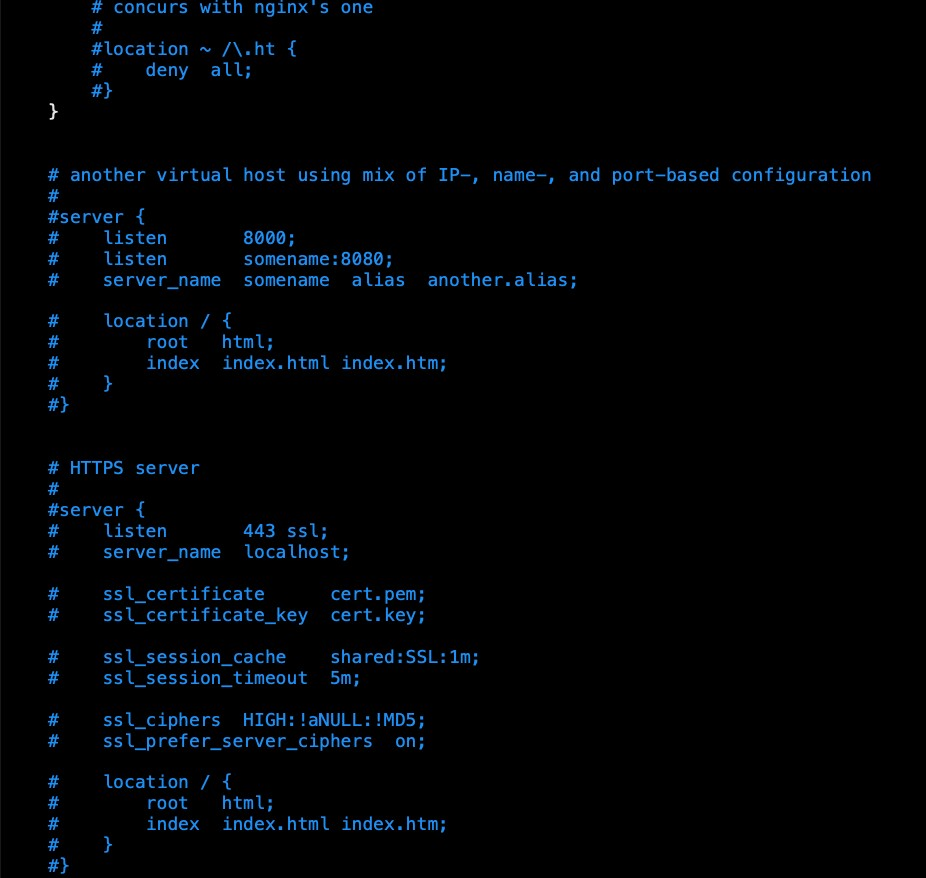 # concurs with nginx's one
        #
        #location ~ /\.ht {
        #    deny  all;
        #}
    }


    # another virtual host using mix of IP-, name-, and port-based configuration
    #
    #server {
    #    listen       8000;
    #    listen       somename:8080;
    #    server_name  somename  alias  another.alias;

    #    location / {
    #        root   html;
    #        index  index.html index.htm;
    #    }
    #}


    # HTTPS server
    #
    #server {
    #    listen       443 ssl;
    #    server_name  localhost;

    #    ssl_certificate      cert.pem;
    #    ssl_certificate_key  cert.key;

    #    ssl_session_cache    shared:SSL:1m;
    #    ssl_session_timeout  5m;

    #    ssl_ciphers  HIGH:!aNULL:!MD5;
    #    ssl_prefer_server_ciphers  on;

    #    location / {
    #        root   html;
    #        index  index.html index.htm;
    #    }
    #}